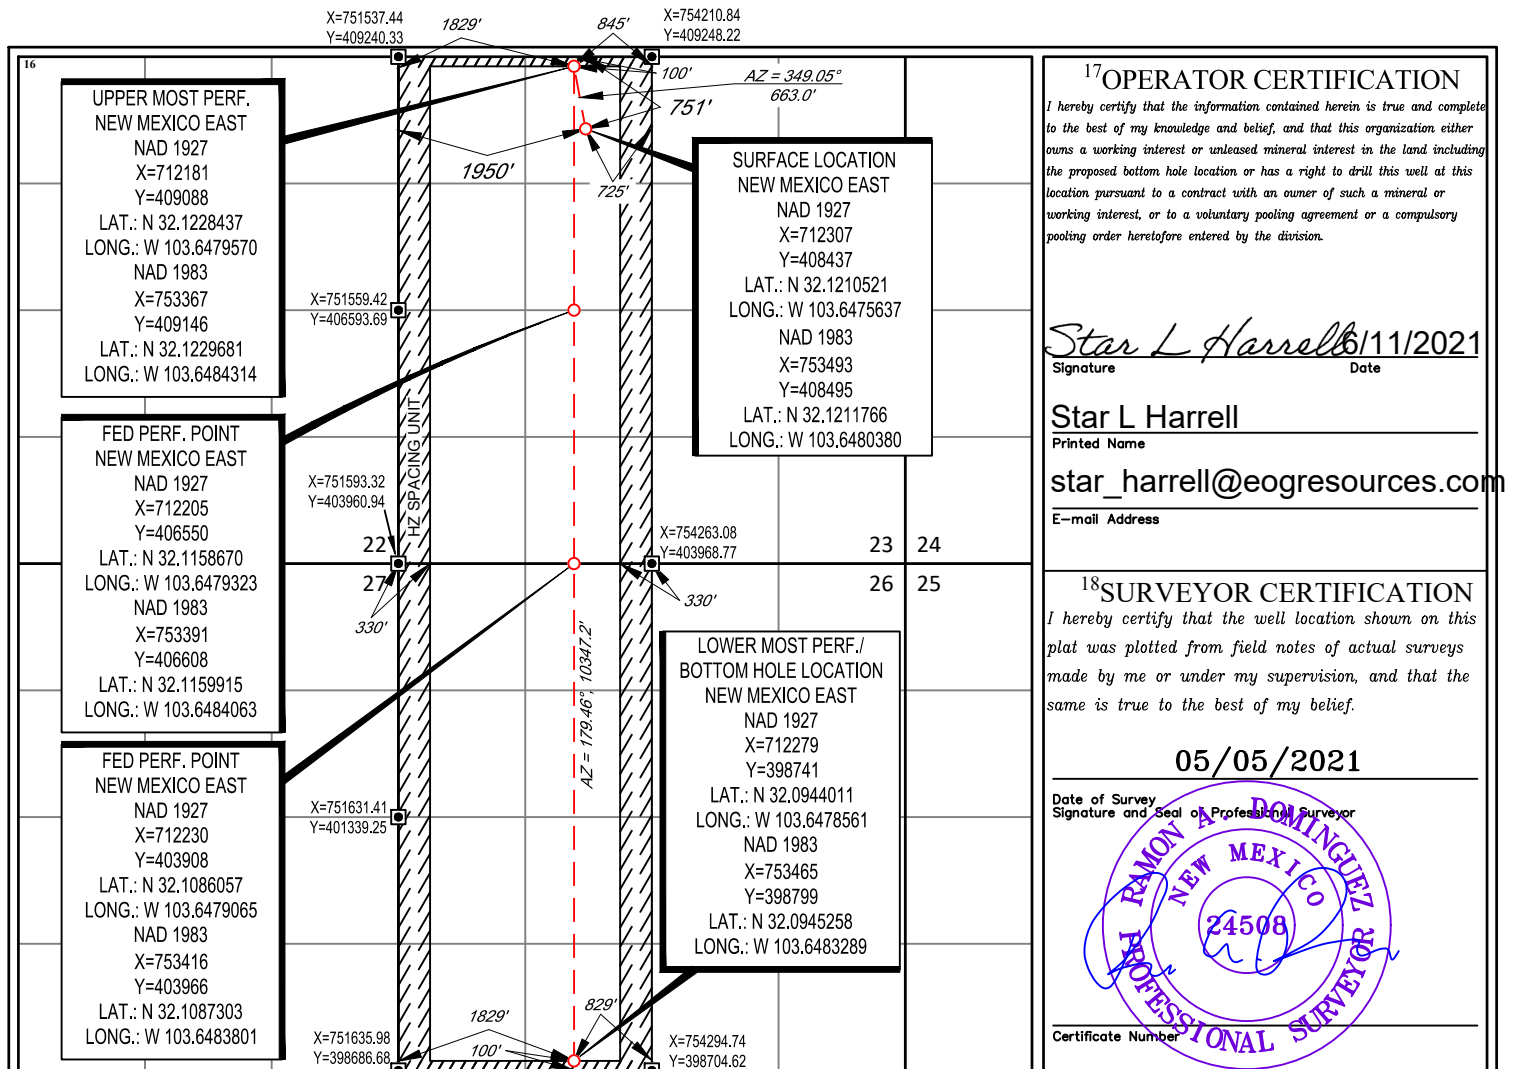 X=751537.44
Y=409240.33
1829'
845'
X=754210.84
Y=409248.22
16
100'
AZ = 349.05°
663.0'
751'
1950'
725'
UPPER MOST PERF.
NEW MEXICO EAST
NAD 1927
X=712181
Y=409088
LAT.: N 32.1228437
LONG.: W 103.6479570
NAD 1983
X=753367
Y=409146
LAT.: N 32.1229681
LONG.: W 103.6484314
SURFACE LOCATION
NEW MEXICO EAST
NAD 1927
X=712307
Y=408437
LAT.: N 32.1210521
LONG.: W 103.6475637
NAD 1983
X=753493
Y=408495
LAT.: N 32.1211766
LONG.: W 103.6480380
X=751559.42
Y=406593.69
FED PERF. POINT
NEW MEXICO EAST
NAD 1927
X=712205
Y=406550
LAT.: N 32.1158670
LONG.: W 103.6479323
NAD 1983
X=753391
Y=406608
LAT.: N 32.1159915
LONG.: W 103.6484063
HZ SPACING UNIT
X=751593.32
Y=403960.94
X=754263.08
Y=403968.77
22
27
23 24
26 25
330'
330'
AZ = 179.46°, 10347.2'
FED PERF. POINT
NEW MEXICO EAST
NAD 1927
X=712230
Y=403908
LAT.: N 32.1086057
LONG.: W 103.6479065
NAD 1983
X=753416
Y=403966
LAT.: N 32.1087303
LONG.: W 103.6483801
LOWER MOST PERF./
BOTTOM HOLE LOCATION
NEW MEXICO EAST
NAD 1927
X=712279
Y=398741
LAT.: N 32.0944011
LONG.: W 103.6478561
NAD 1983
X=753465
Y=398799
LAT.: N 32.0945258
LONG.: W 103.6483289
X=751631.41
Y=401339.25
1829'
829'
100'
X=751635.98
Y=398686.68
X=754294.74
Y=398704.62
17OPERATOR CERTIFICATION
I hereby certify that the information contained herein is true and complete
to the best of my knowledge and belief, and that this organization either
owns a working interest or unleased mineral interest in the land including
the proposed bottom hole location or has a right to drill this well at this
location pursuant to a contract with an owner of such a mineral or
working interest, or to a voluntary pooling agreement or a compulsory
pooling order heretofore entered by the division.
Star L Harrell 6/11/2021
Signature Date
Star L Harrell
Printed Name
star_harrell@eogresources.com
E-mail Address
18SURVEYOR CERTIFICATION
I hereby certify that the well location shown on this
plat was plotted from field notes of actual surveys
made by me or under my supervision, and that the
same is true to the best of my belief.
05/05/2021
Date of Survey
Signature and Seal of Professional Surveyor
RAMON A. DOMINGUEZ
NEW MEXICO
24508
PROFESSIONAL SURVEYOR
Certificate Number